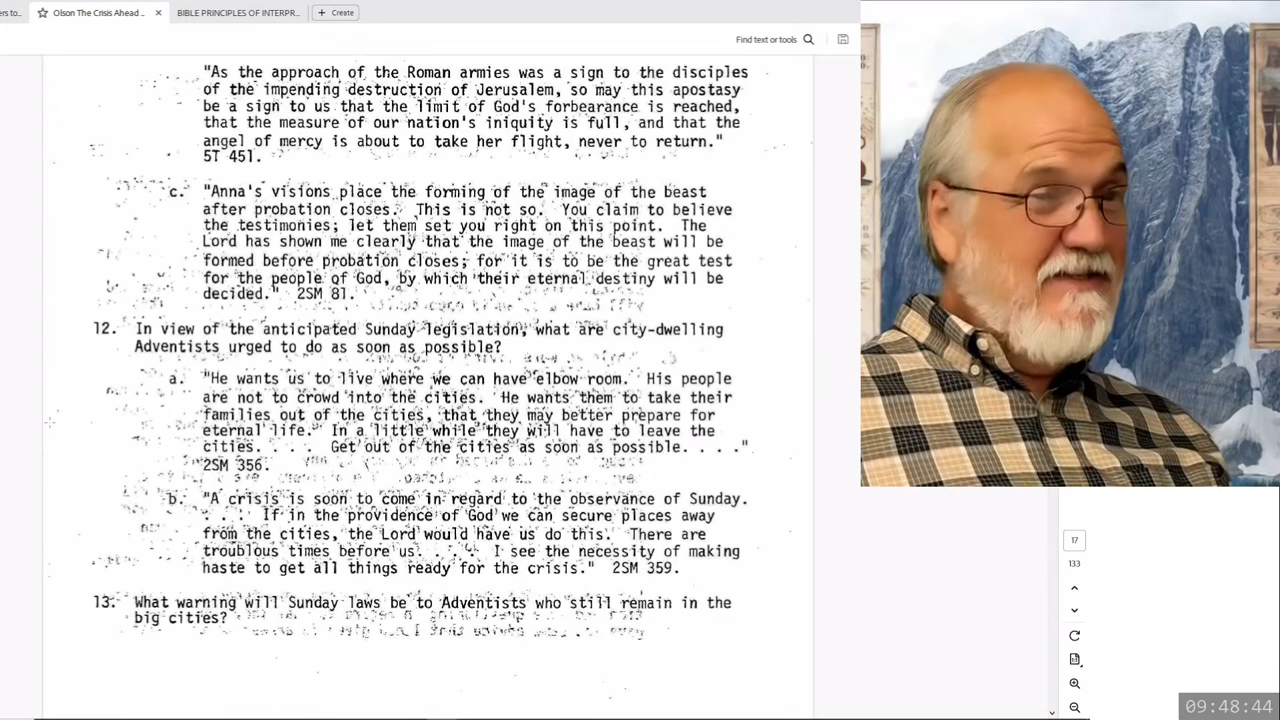 ers to..
Olson The Crisis Ahead ..
BIBLE PRINCIPLES OF INTERPR...
+ Create
Find text or tools
"As the approach of the Roman armies was a sign to the disciples
of the impending destruction of Jerusalem, so may this apostasy
be a sign to us that the limit of God's forbearance is reached,
that the measure of our nation's iniquity is full, and that the
angel of mercy is about to take her flight, never to return."
5T 451.
c. "Anna's visions place the forming of the image of the beast
after probation closes. This is not so. You claim to believe
the testimonies; let them set you right on this point. The
Lord has shown me clearly that the image of the beast will be
formed before probation closes; for it is to be the great test
for the people of God, by which their eternal destiny will be
decided." 2SM 81.
12. In view of the anticipated Sunday legislation, what are city-dwelling
Adventists urged to do as soon as possible?
a. "He wants us to live where we can have elbow room. His people
are not to crowd into the cities. He wants them to take their
families out of the cities, that they may better prepare for
eternal life. In a little while they will have to leave the
cities. . . . Get out of the cities as soon as possible. . . ."
2SM 356.
b. "A crisis is soon to come in regard to the observance of Sunday.
. . . If in the providence of God we can secure places away
from the cities, the Lord would have us do this. There are
troublous times before us. . . . I see the necessity of making
haste to get all things ready for the crisis." 2SM 359.
13. What warning will Sunday laws be to Adventists who still remain in the
big cities?
17
133
09:48:44